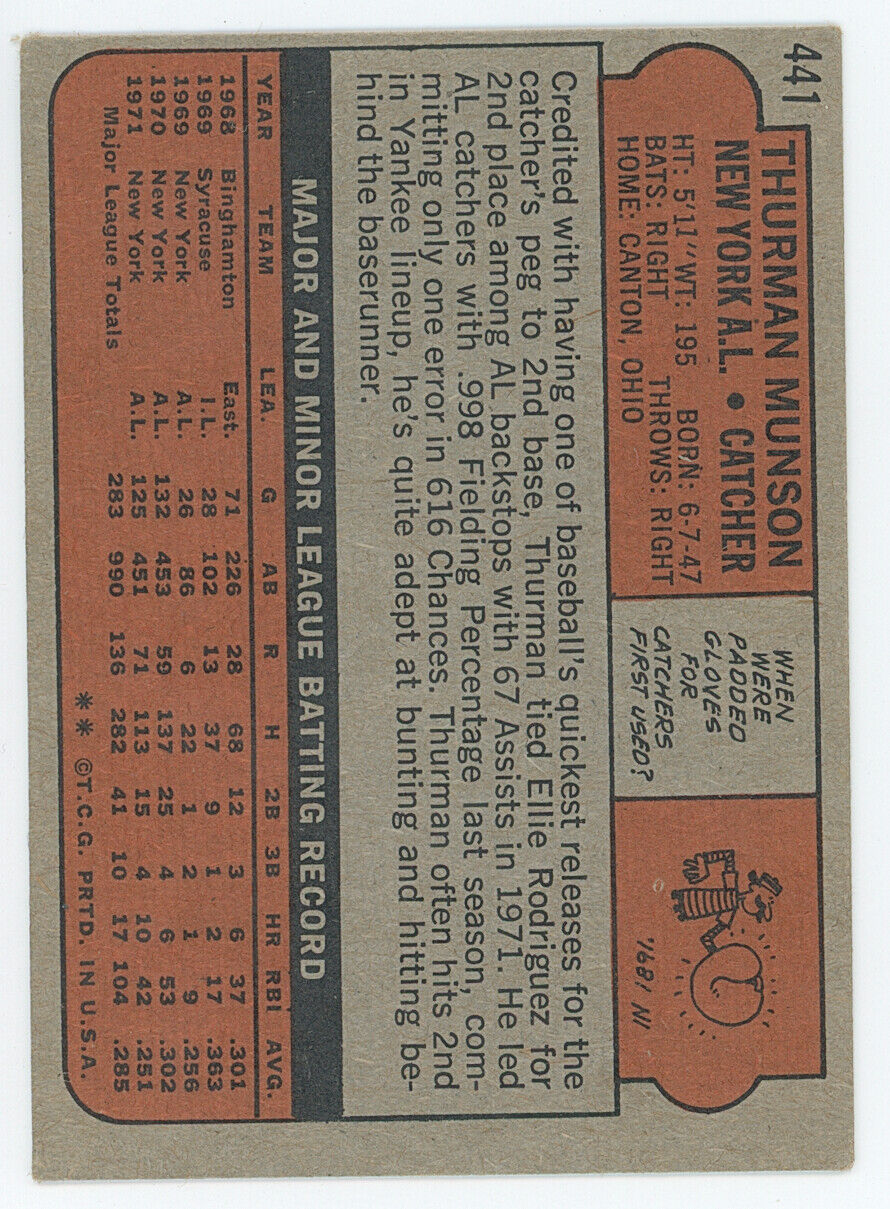 441
THURMAN MUNSON
NEW YORK A.L. • CATCHER
HT: 5'11" WT: 195 BORN: 6-7-47
BATS: RIGHT THROWS: RIGHT
HOME: CANTON, OHIO
WHEN
WERE
PADDED
GLOVES
FOR
CATCHERS
FIRST USED?
IN 1891.
Credited with having one of baseball's quickest releases for the
catcher's peg to 2nd base, Thurman tied Ellie Rodriguez for
2nd place among AL backstops with 67 Assists in 1971. He led
AL catchers with .998 Fielding Percentage last season, com-
mitting only one error in 616 Chances. Thurman often hits 2nd
in Yankee lineup, he's quite adept at bunting and hitting be-
hind the baserunner.
MAJOR AND MINOR LEAGUE BATTING RECORD
YEAR TEAM LEA. G AB R H 2B 3B HR RBI AVG.
1968 Binghamton East. 71 226 28 68 12 3 6 37 .301
1969 Syracuse I.L. 28 102 13 37 9 1 2 17 .363
1969 New York A.L. 26 86 6 22 1 2 1 9 .256
1970 New York A.L. 132 453 59 137 25 4 6 53 .302
1971 New York A.L. 125 451 71 113 15 4 10 42 .251
Major League Totals 283 990 136 282 41 10 17 104 .285
** ©T.C.G. PRTD. IN U.S.A.